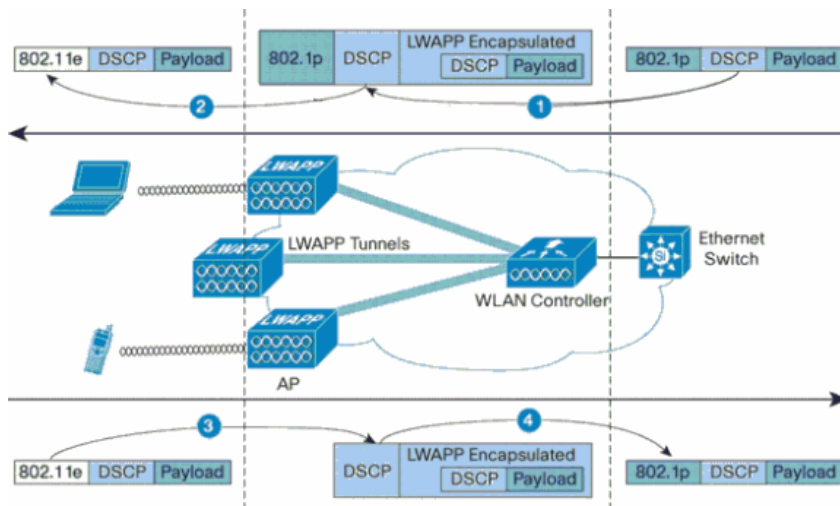 802.11e DSCP Payload
802.1p DSCP LWAPP Encapsulated
DSCP Payload
802.1p DSCP Payload
2
1
LWAPP
LWAPP
LWAPP Tunnels
LWAPP
AP
WLAN Controller
SI
Ethernet
Switch
3
4
802.11e DSCP Payload
DSCP LWAPP Encapsulated
DSCP Payload
802.1p DSCP Payload